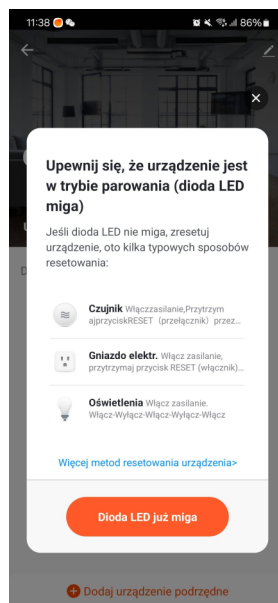 11:38 86%
Upewnij się, że urządzenie jest
w trybie parowania (dioda LED
miga)
Jeśli dioda LED nie miga, zresetuj
urządzenie, oto kilka typowych sposobów
resetowania:
Czujnik Włączzasilanie,Przytrzym
ajprzyciskRESET（przełącznik）przez...
Gniazdo elektr. Włącz zasilanie,
przytrzymaj przycisk RESET (włącznik)...
Oświetlenia Włącz zasilanie.
Włącz-Wyłącz-Włącz-Wyłącz-Włącz
Więcej metod resetowania urządzenia>
Dioda LED już miga
Dodaj urządzenie podrzędne